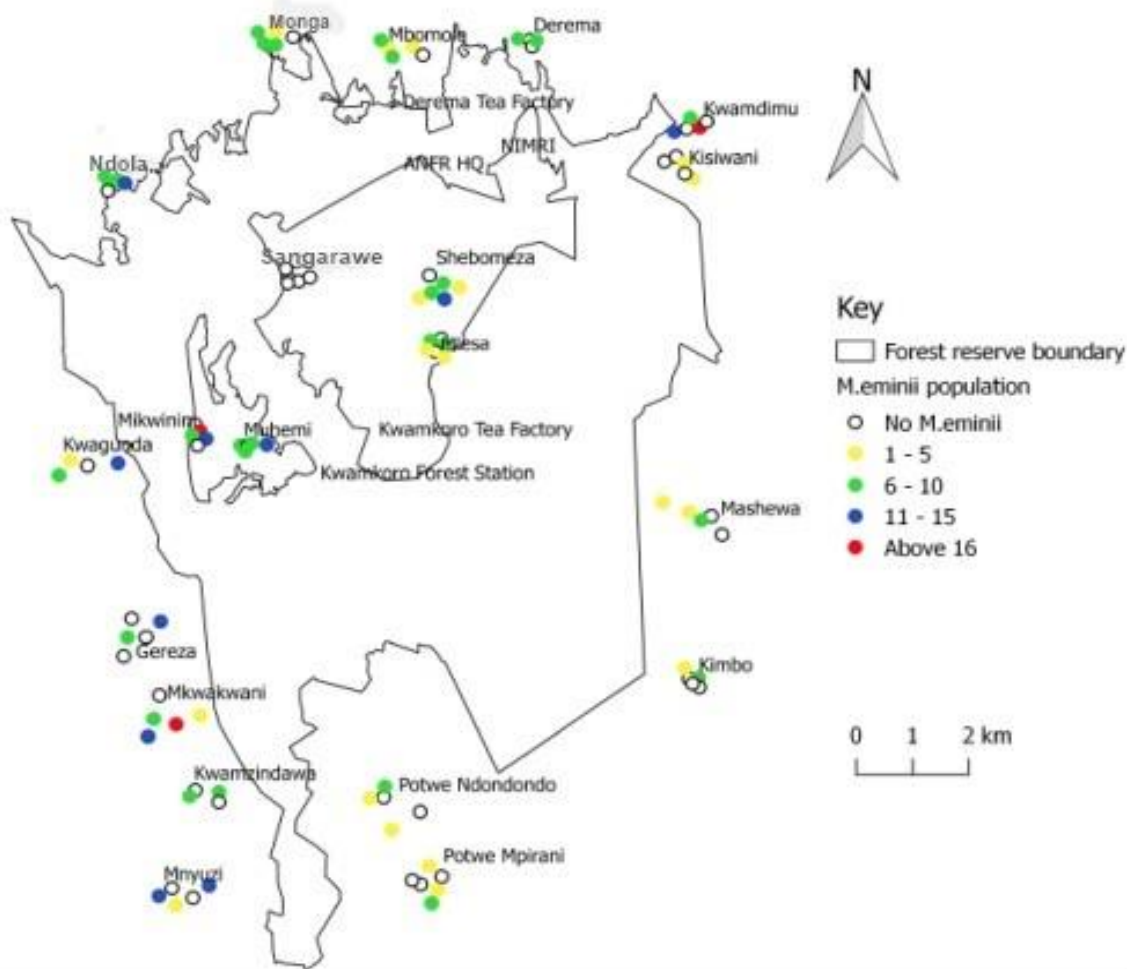 Monga
Mbomole
Derema
Derema Tea Factory
N
Kwamdimu
NIMRI
Kisiwani
ANFR HQ
Ndola
Sangarawe
Shebomeza
Key
Forest reserve boundary
M.eminii population
No M.eminii
1 - 5
6 - 10
11 - 15
Above 16
Mikwinini
Muhemi
Kwamkoro Tea Factory
Kwagunda
Kwamkoro Forest Station
Mashewa
Gereza
Kimbo
Mkwakwani
0 1 2 km
Kwamzindawa
Potwe Ndondondo
Potwe Mpirani
Mnyuzi